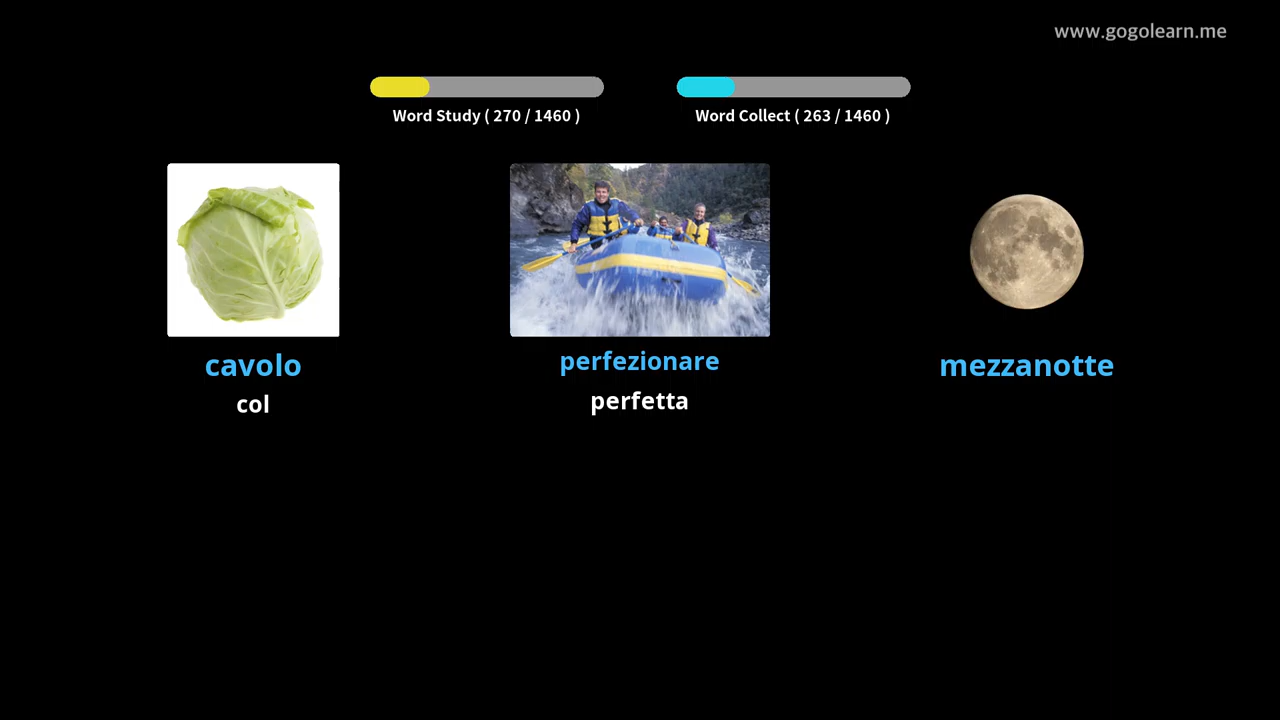 www.gogolearn.me
Word Study ( 270 / 1460 )
Word Collect ( 263 / 1460 )
cavolo
perfezionare
mezzanotte
col
perfetta